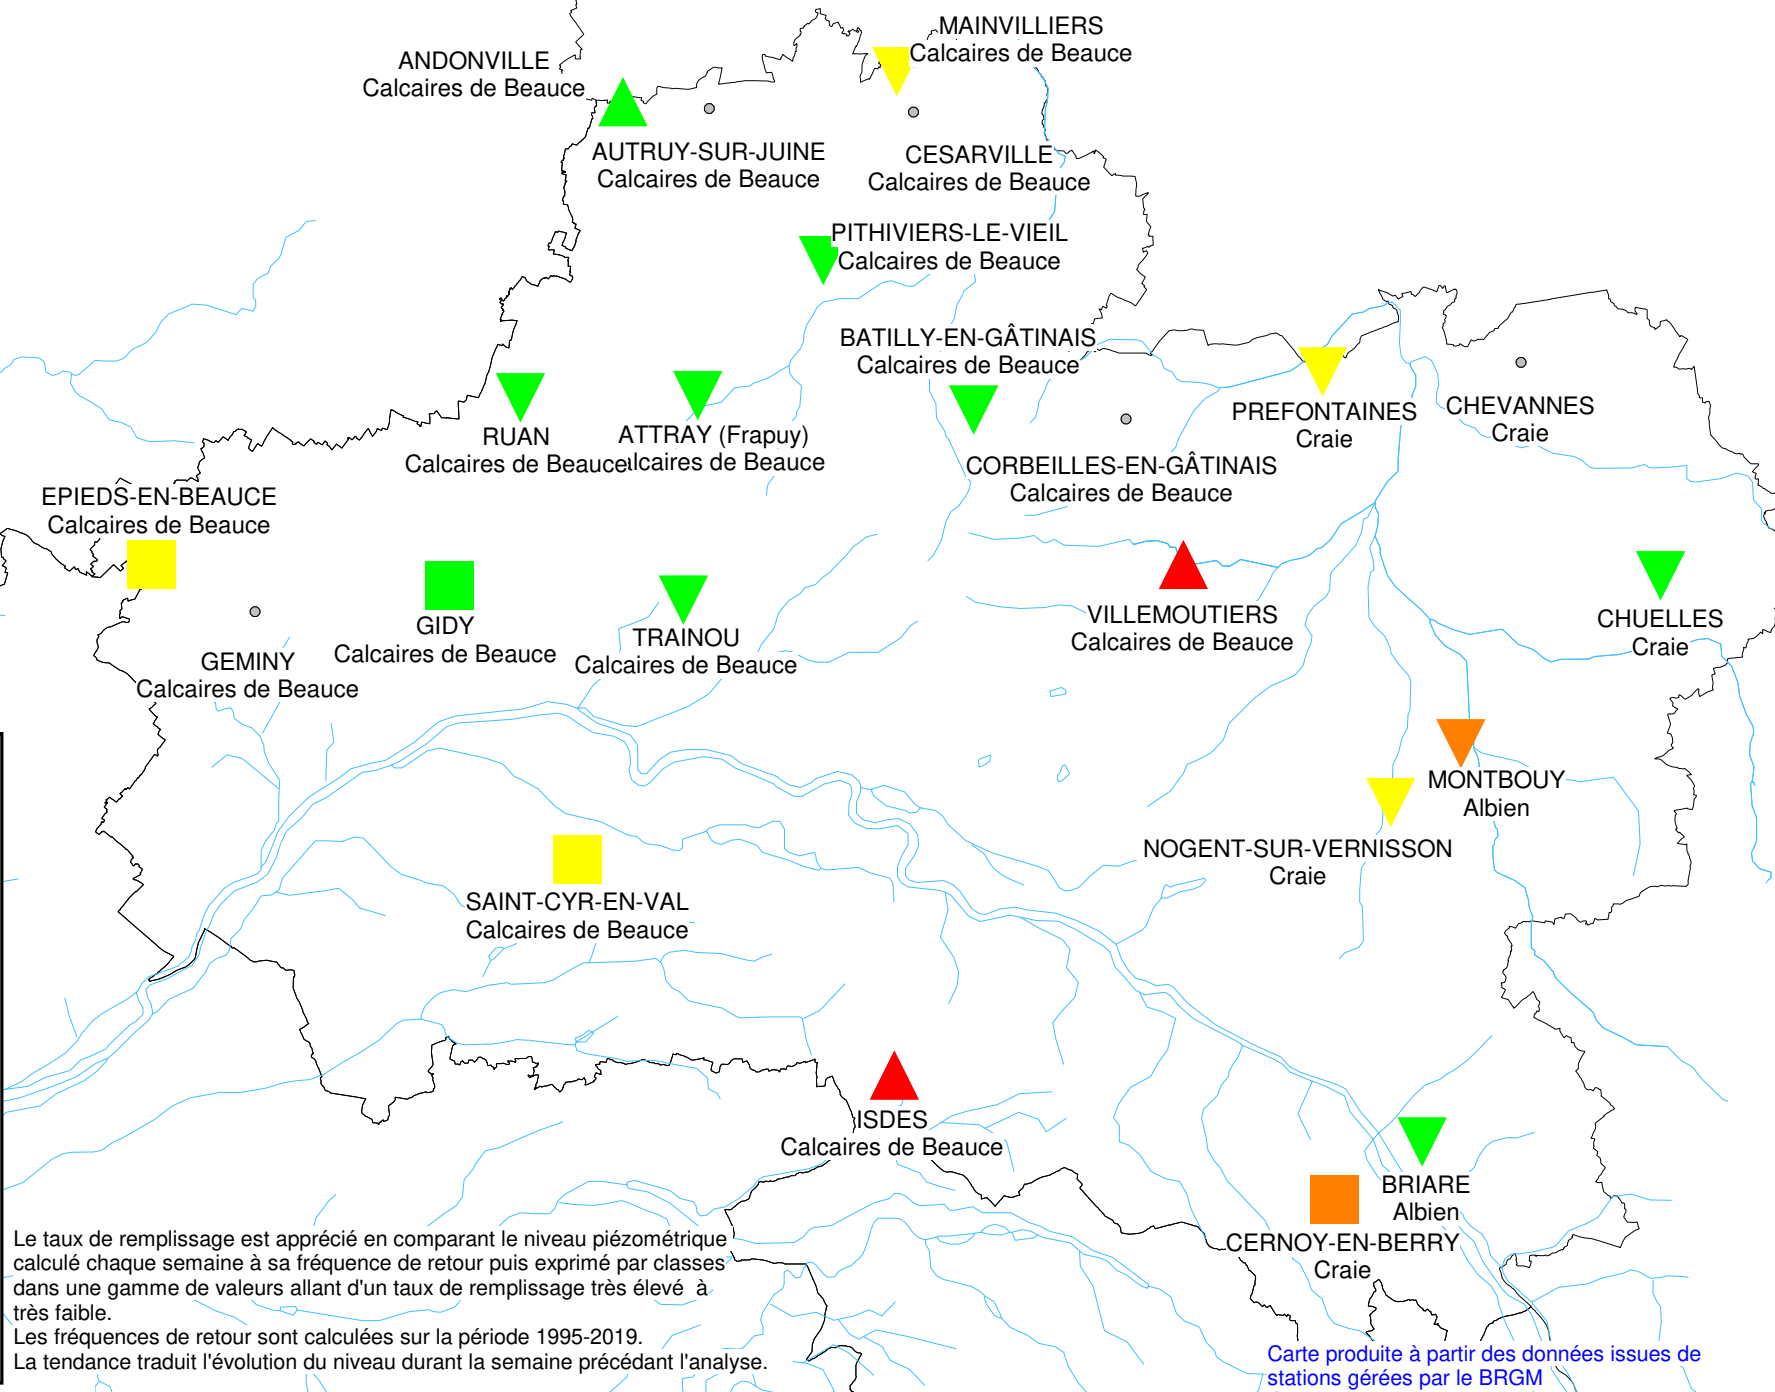 MAINVILLIERS
Calcaires de Beauce
ANDONVILLE
Calcaires de Beauce
AUTRUY-SUR-JUINE
Calcaires de Beauce
CESARVILLE
Calcaires de Beauce
PITHIVIERS-LE-VIEIL
Calcaires de Beauce
BATILLY-EN-GÂTINAIS
Calcaires de Beauce
PREFONTAINES
Craie
CHEVANNES
Craie
RUAN
Calcaires de Beauce
ATTRAY (Frapuy)
alcaires de Beauce
CORBEILLES-EN-GÂTINAIS
Calcaires de Beauce
EPIEDS-EN-BEAUCE
Calcaires de Beauce
GIDY
Calcaires de Beauce
TRAINOU
Calcaires de Beauce
VILLEMOUTIERS
Calcaires de Beauce
CHUELLES
Craie
GEMINY
Calcaires de Beauce
MONTBOUY
Albien
NOGENT-SUR-VERNISSON
Craie
SAINT-CYR-EN-VAL
Calcaires de Beauce
ISDES
Calcaires de Beauce
BRIARE
Albien
CERNOY-EN-BERRY
Craie
Le taux de remplissage est apprécié en comparant le niveau piézométrique
calculé chaque semaine à sa fréquence de retour puis exprimé par classes
dans une gamme de valeurs allant d'un taux de remplissage très élevé à
très faible.
Les fréquences de retour sont calculées sur la période 1995-2019.
La tendance traduit l'évolution du niveau durant la semaine précédant l'analyse.
Carte produite à partir des données issues de
stations gérées par le BRGM